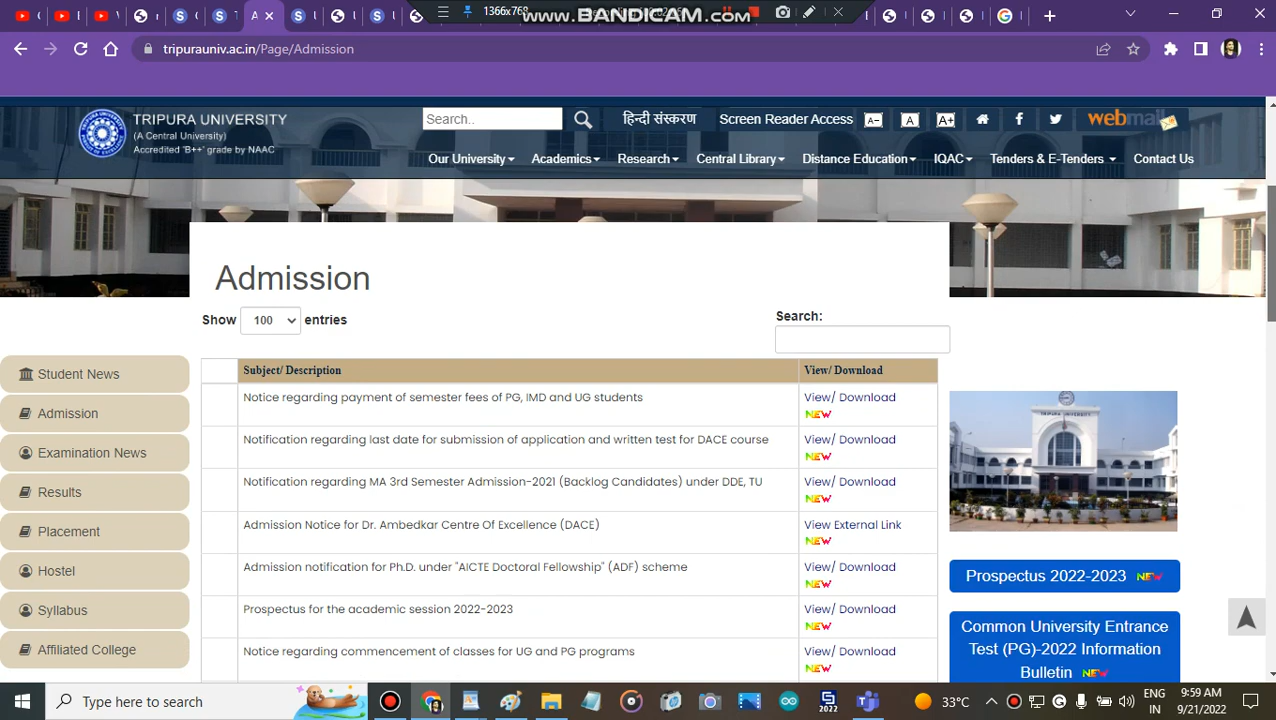 1366x768
www.BANDICAM.com
tripurauniv.ac.in/Page/Admission
TRIPURA UNIVERSITY
(A Central University)
Accredited "B++" grade by NAAC
Search..
हिन्दी संस्करण
Screen Reader Access
A-
A
A+
webmail
Our University
Academics
Research
Central Library
Distance Education
IQAC
Tenders & E-Tenders
Contact Us
Admission
Show 100 entries
Search:
Student News
Admission
Examination News
Results
Placement
Hostel
Syllabus
Affiliated College
Subject/ Description View/ Download
Notice regarding payment of semester fees of PG, IMD and UG students View/ Download
NEW
Notification regarding last date for submission of application and written test for DACE course View/ Download
NEW
Notification regarding MA 3rd Semester Admission-2021 (Backlog Candidates) under DDE, TU View/ Download
NEW
Admission Notice for Dr. Ambedkar Centre Of Excellence (DACE) View External Link
NEW
Admission notification for Ph.D. under "AICTE Doctoral Fellowship" (ADF) scheme View/ Download
NEW
Prospectus for the academic session 2022-2023 View/ Download
NEW
Notice regarding commencement of classes for UG and PG programs View/ Download
NEW
TRIPURA UNIVERSITY
Prospectus 2022-2023 NEW
Common University Entrance
Test (PG)-2022 Information
Bulletin NEW
Type here to search
2022
33°C
ENG
IN
9:59 AM
9/21/2022